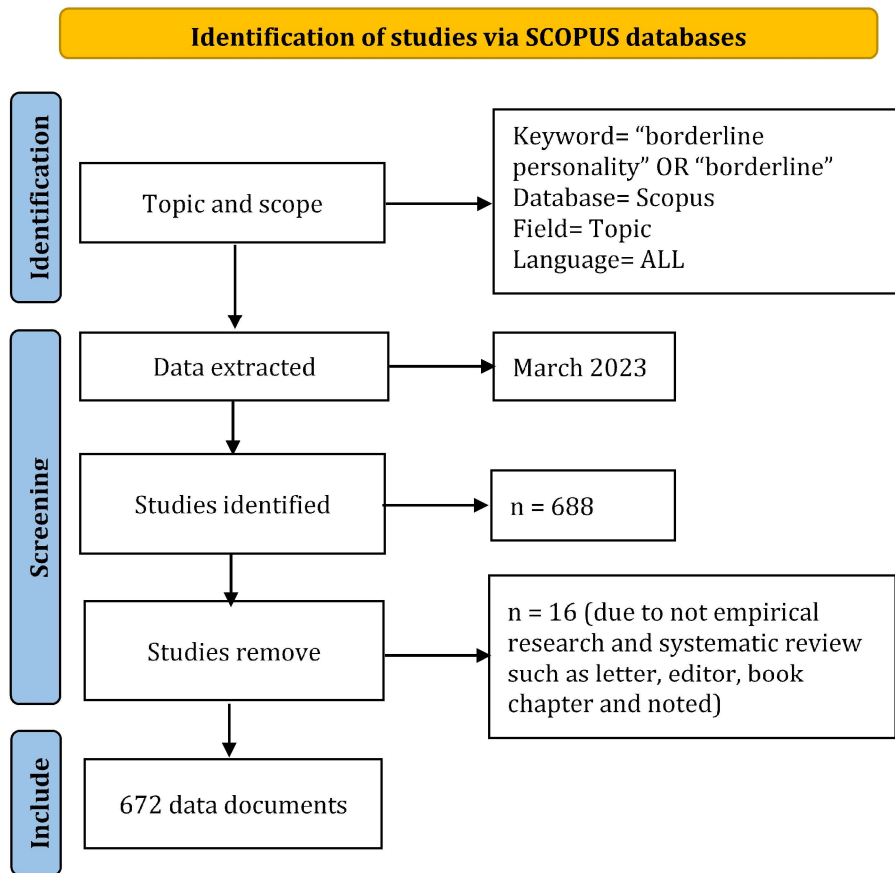 Identification of studies via SCOPUS databases
Identification
Topic and scope
Keyword= “borderline
personality” OR “borderline”
Database= Scopus
Field= Topic
Language= ALL
Screening
Data extracted
March 2023
Studies identified
n = 688
Studies remove
n = 16 (due to not empirical
research and systematic review
such as letter, editor, book
chapter and noted)
Include
672 data documents